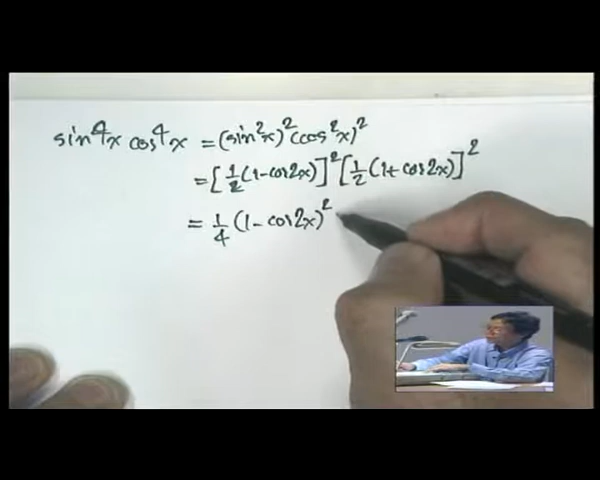 sin⁴x cos⁴x = (sin²x)²(cos²x)²
= [½(1-cos2x)]²[½(1+cos2x)]²
= ¼(1-cos2x)²